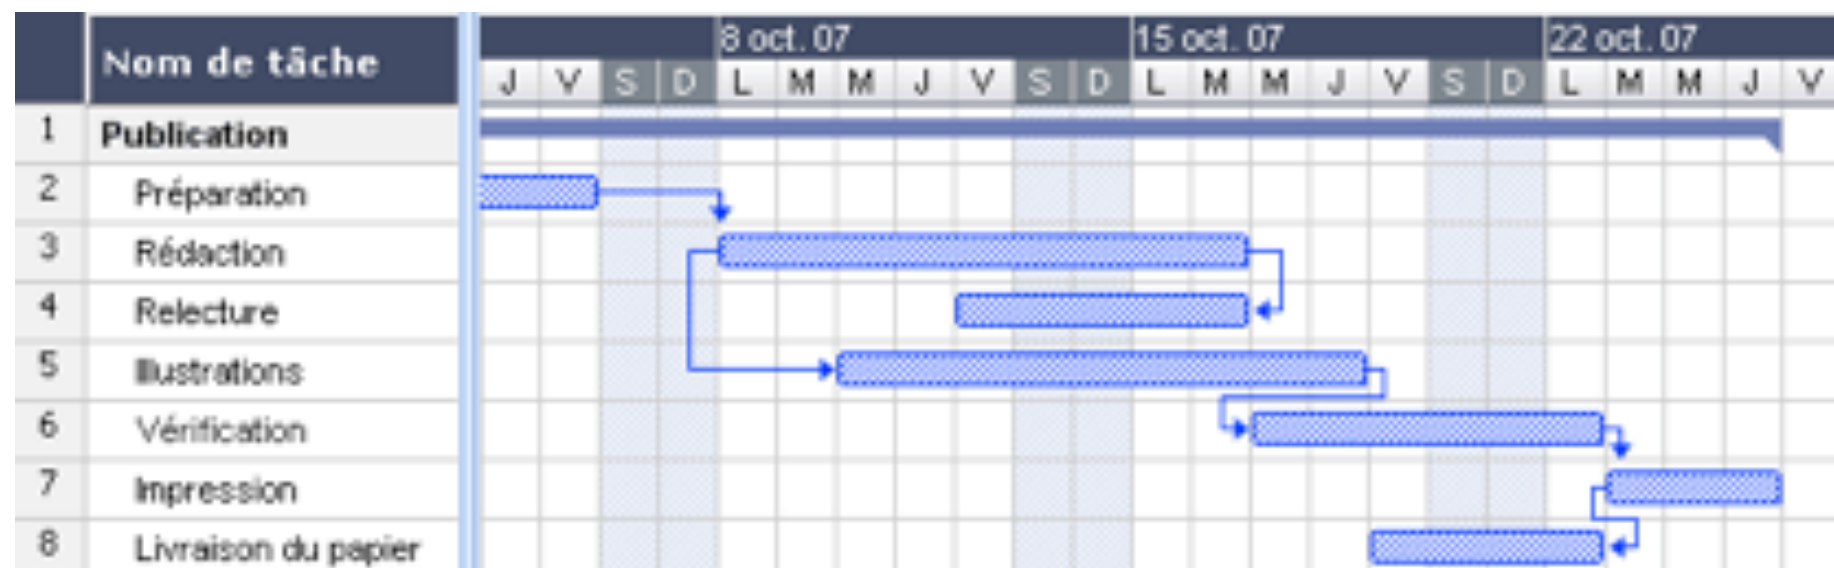 Nom de tâche
8 oct. 07 15 oct. 07 22 oct. 07
J V S D L M M J V S D L M M J V S D L M M J V
1 Publication
2 Préparation
3 Rédaction
4 Relecture
5 Illustrations
6 Vérification
7 Impression
8 Livraison du papier